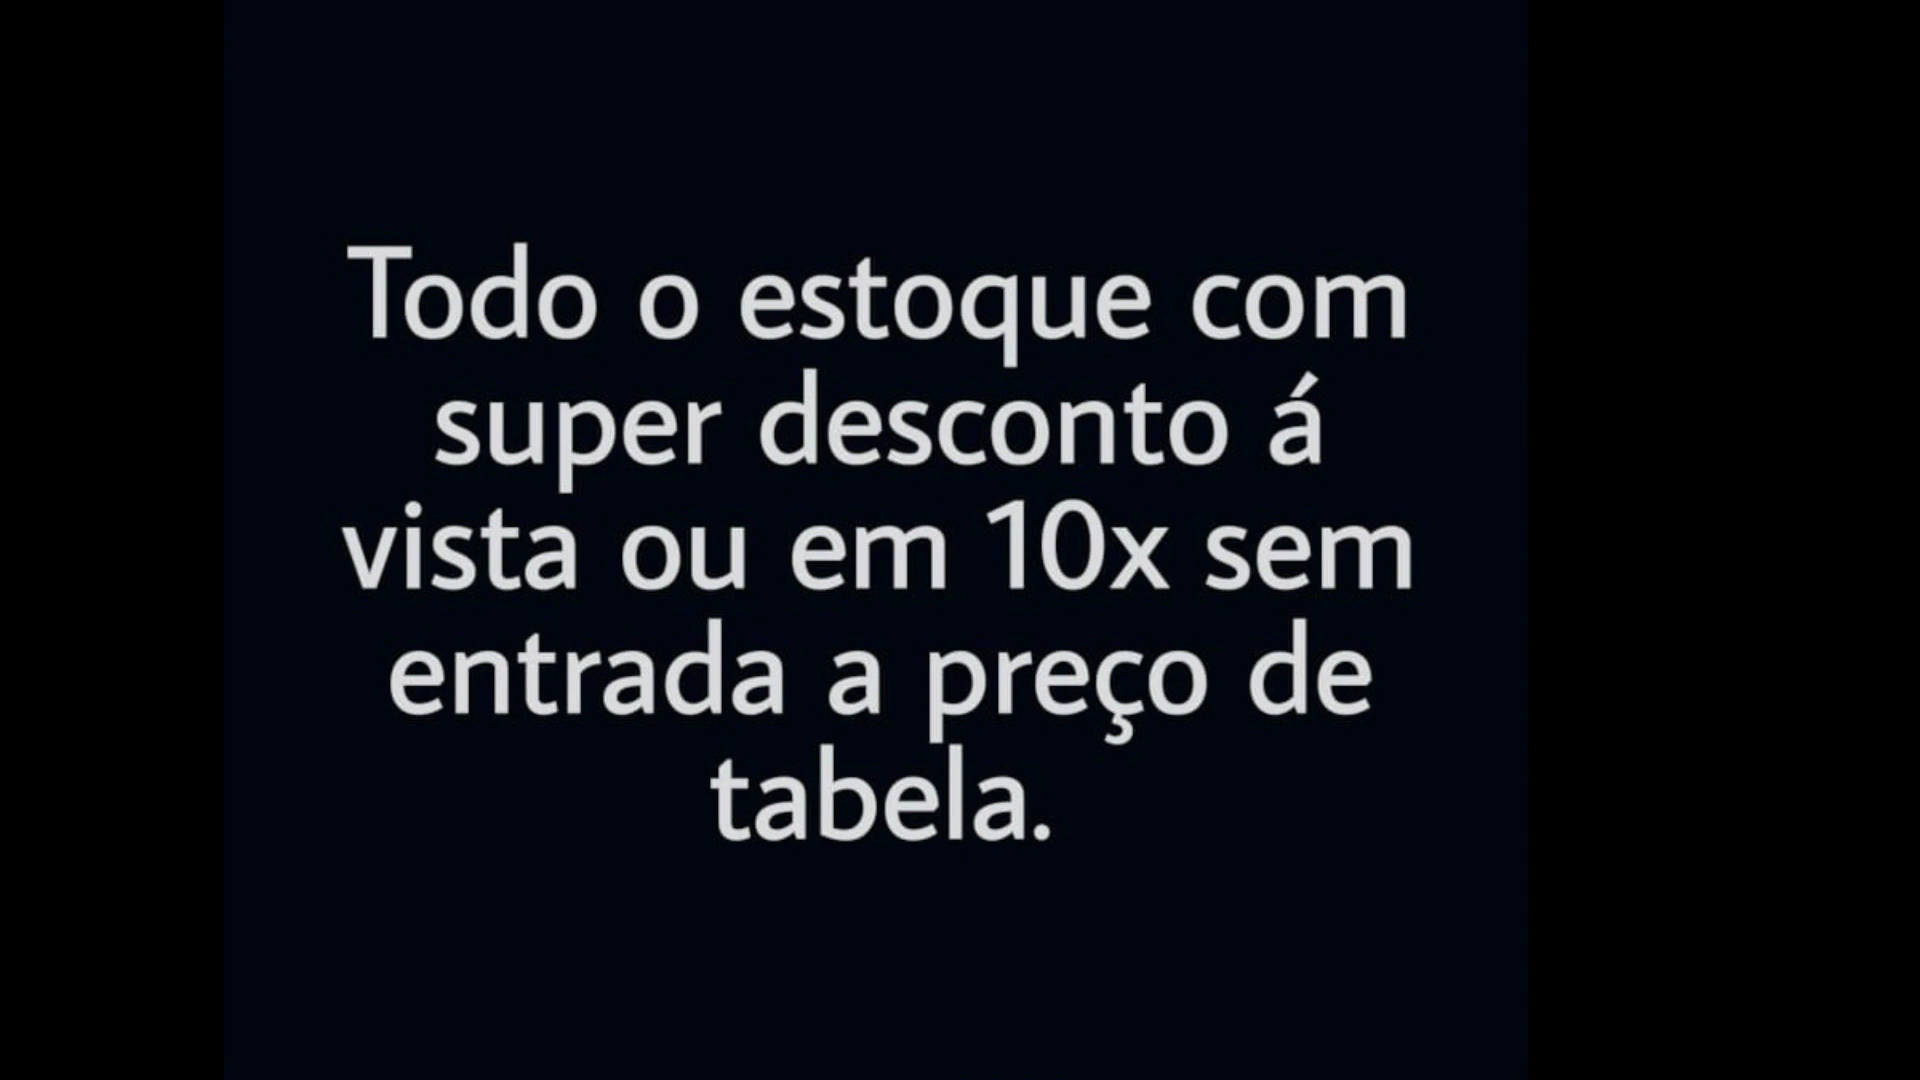 Todo o estoque com
super desconto á
vista ou em 10x sem
entrada a preço de
tabela.